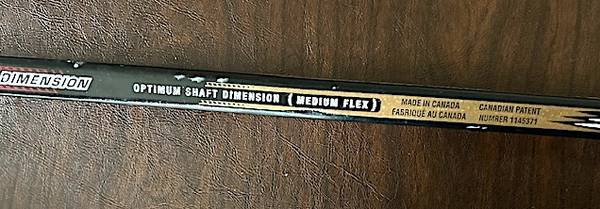 DIMENSION
OPTIMUM SHAFT DIMENSION (MEDIUM FLEX)
MADE IN CANADA
FABRIQUÉ AU CANADA
CANADIAN PATENT
NUMBER 1145371